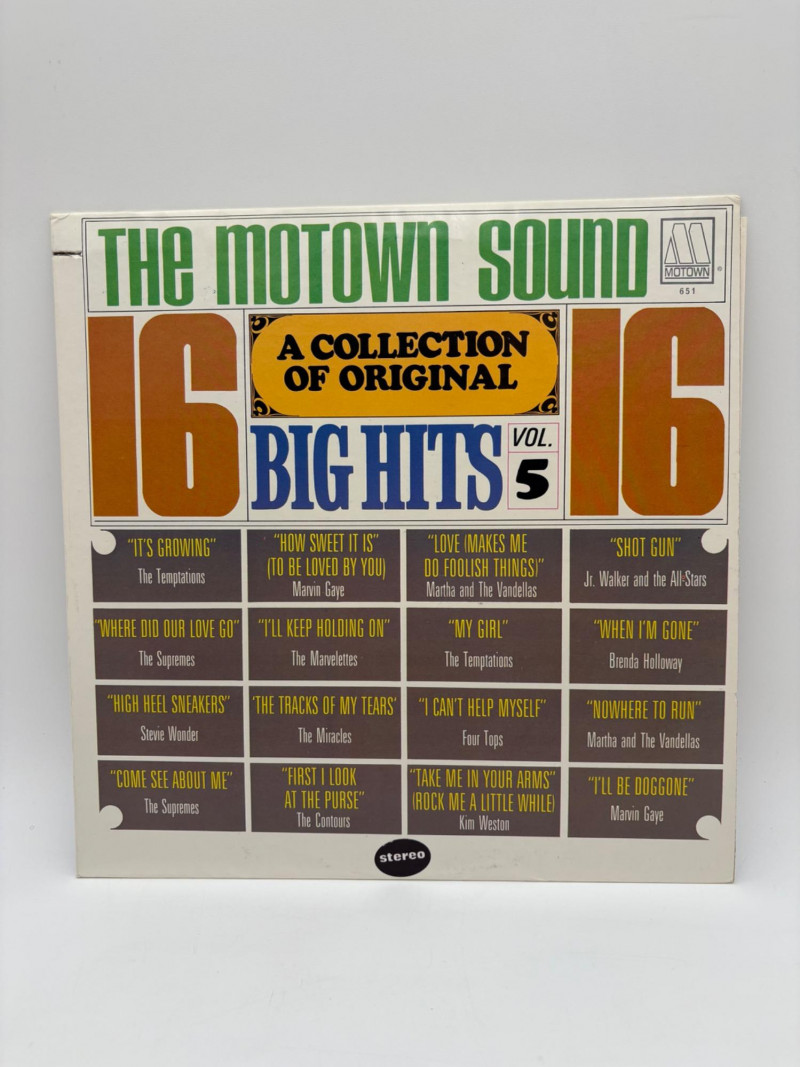 THE MOTOWN SOUND
MOTOWN®
651
16
A COLLECTION
OF ORIGINAL
BIG HITS
VOL.
5
16
"IT'S GROWING"
The Temptations
"HOW SWEET IT IS"
(TO BE LOVED BY YOU)
Marvin Gaye
"LOVE (MAKES ME
DO FOOLISH THINGS)"
Martha and The Vandellas
"SHOT GUN"
Jr. Walker and the All-Stars
"WHERE DID OUR LOVE GO"
The Supremes
"I'LL KEEP HOLDING ON"
The Marvelettes
"MY GIRL"
The Temptations
"WHEN I'M GONE"
Brenda Holloway
"HIGH HEEL SNEAKERS"
Stevie Wonder
'THE TRACKS OF MY TEARS'
The Miracles
"I CAN'T HELP MYSELF"
Four Tops
"NOWHERE TO RUN"
Martha and The Vandellas
"COME SEE ABOUT ME"
The Supremes
"FIRST I LOOK
AT THE PURSE"
The Contours
"TAKE ME IN YOUR ARMS"
(ROCK ME A LITTLE WHILE)
Kim Weston
"I'LL BE DOGGONE"
Marvin Gaye
stereo